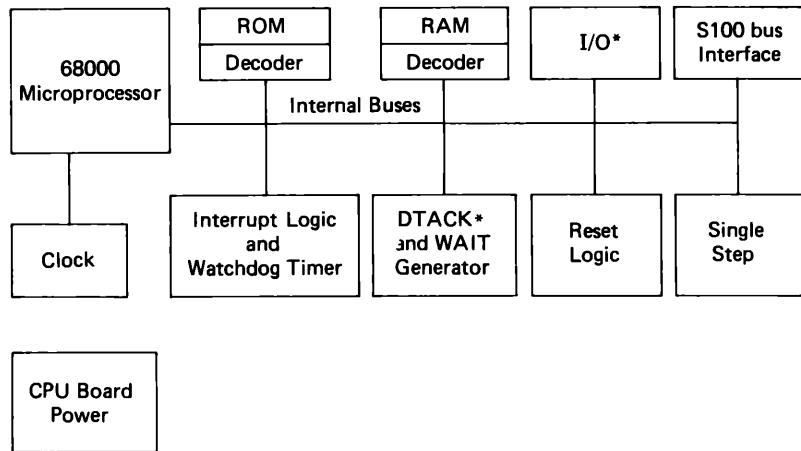 68000
Microprocessor
ROM
Decoder
RAM
Decoder
I/O*
S100 bus
Interface
Internal Buses
Clock
Interrupt Logic
and
Watchdog Timer
DTACK*
and WAIT
Generator
Reset
Logic
Single
Step
CPU Board
Power